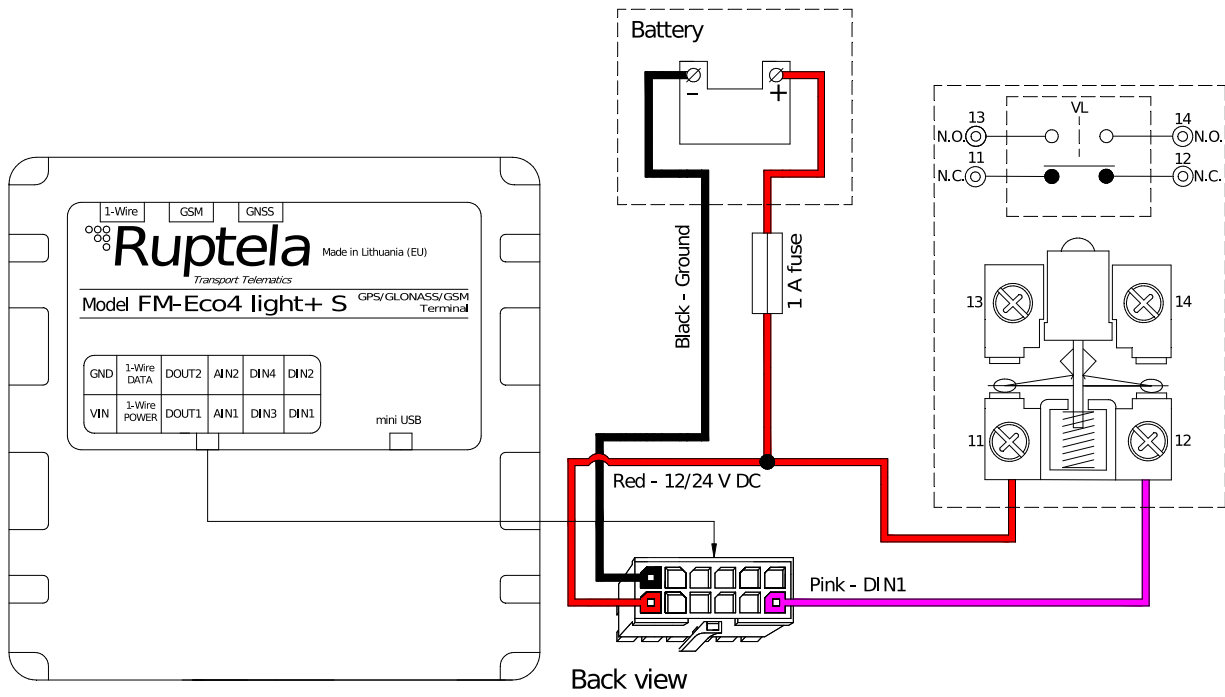 Battery
-
+
VL
13
14
N.O.
N.O.
11
12
N.C.
N.C.
1-Wire
GSM
GNSS
Ruptela
Made in Lithuania (EU)
Transport Telematics
Model FM-Eco4 light+ S
GPS/GLONASS/GSM
Terminal
Black - Ground
1 A fuse
13
14
GND
1-Wire
DATA
DOUT2
AIN2
DIN4
DIN2
VIN
1-Wire
POWER
DOUT1
AIN1
DIN3
DIN1
mini USB
11
12
Red - 12/24 V DC
Pink - DIN1
Back view